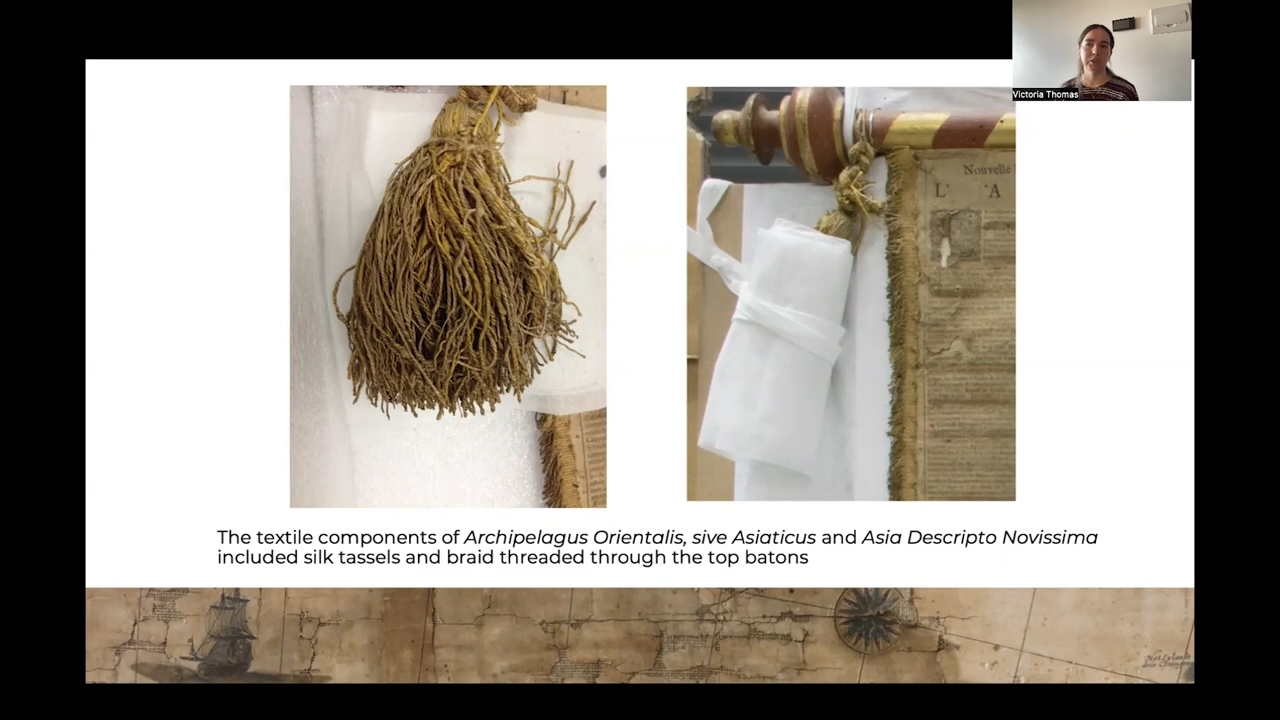 Victoria Thomas
Nouvelle
L A
The textile components of Archipelagus Orientalis, sive Asiaticus and Asia Descripto Novissima
included silk tassels and braid threaded through the top batons